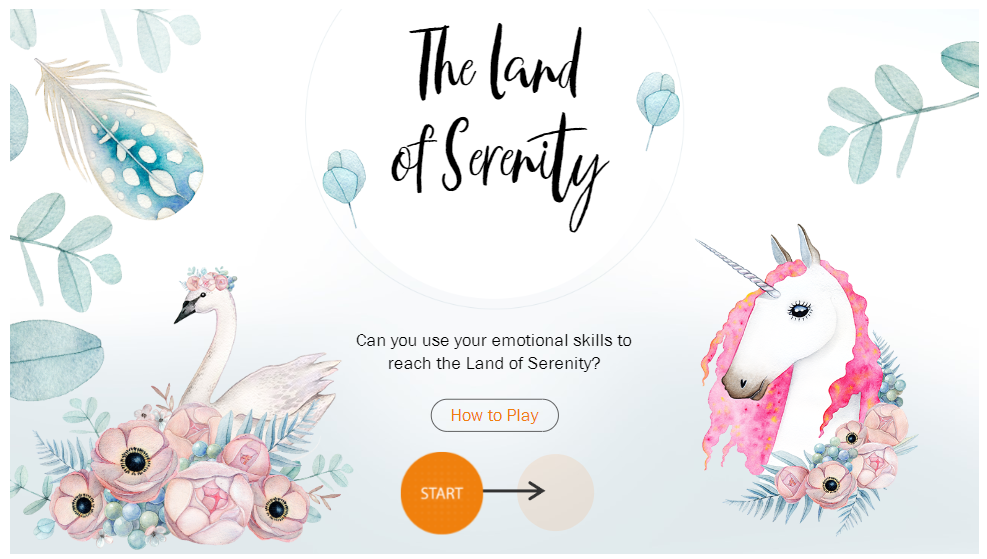 The Land
of Serenity
Can you use your emotional skills to
reach the Land of Serenity?
How to Play
START